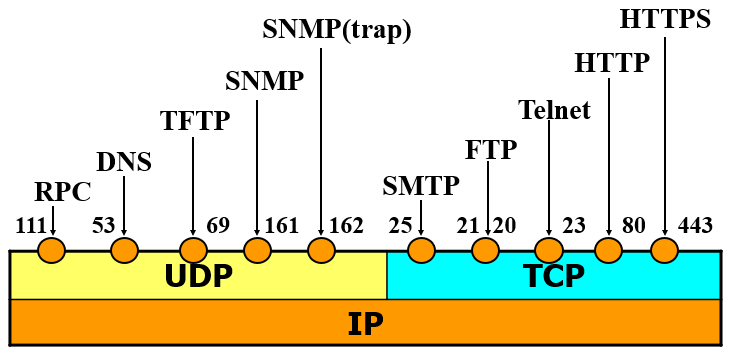 HTTPS
SNMP(trap)
HTTP
SNMP
Telnet
TFTP
FTP
DNS
SMTP
RPC
111 53 69 161 162 25 21 20 23 80 443
UDP TCP
IP